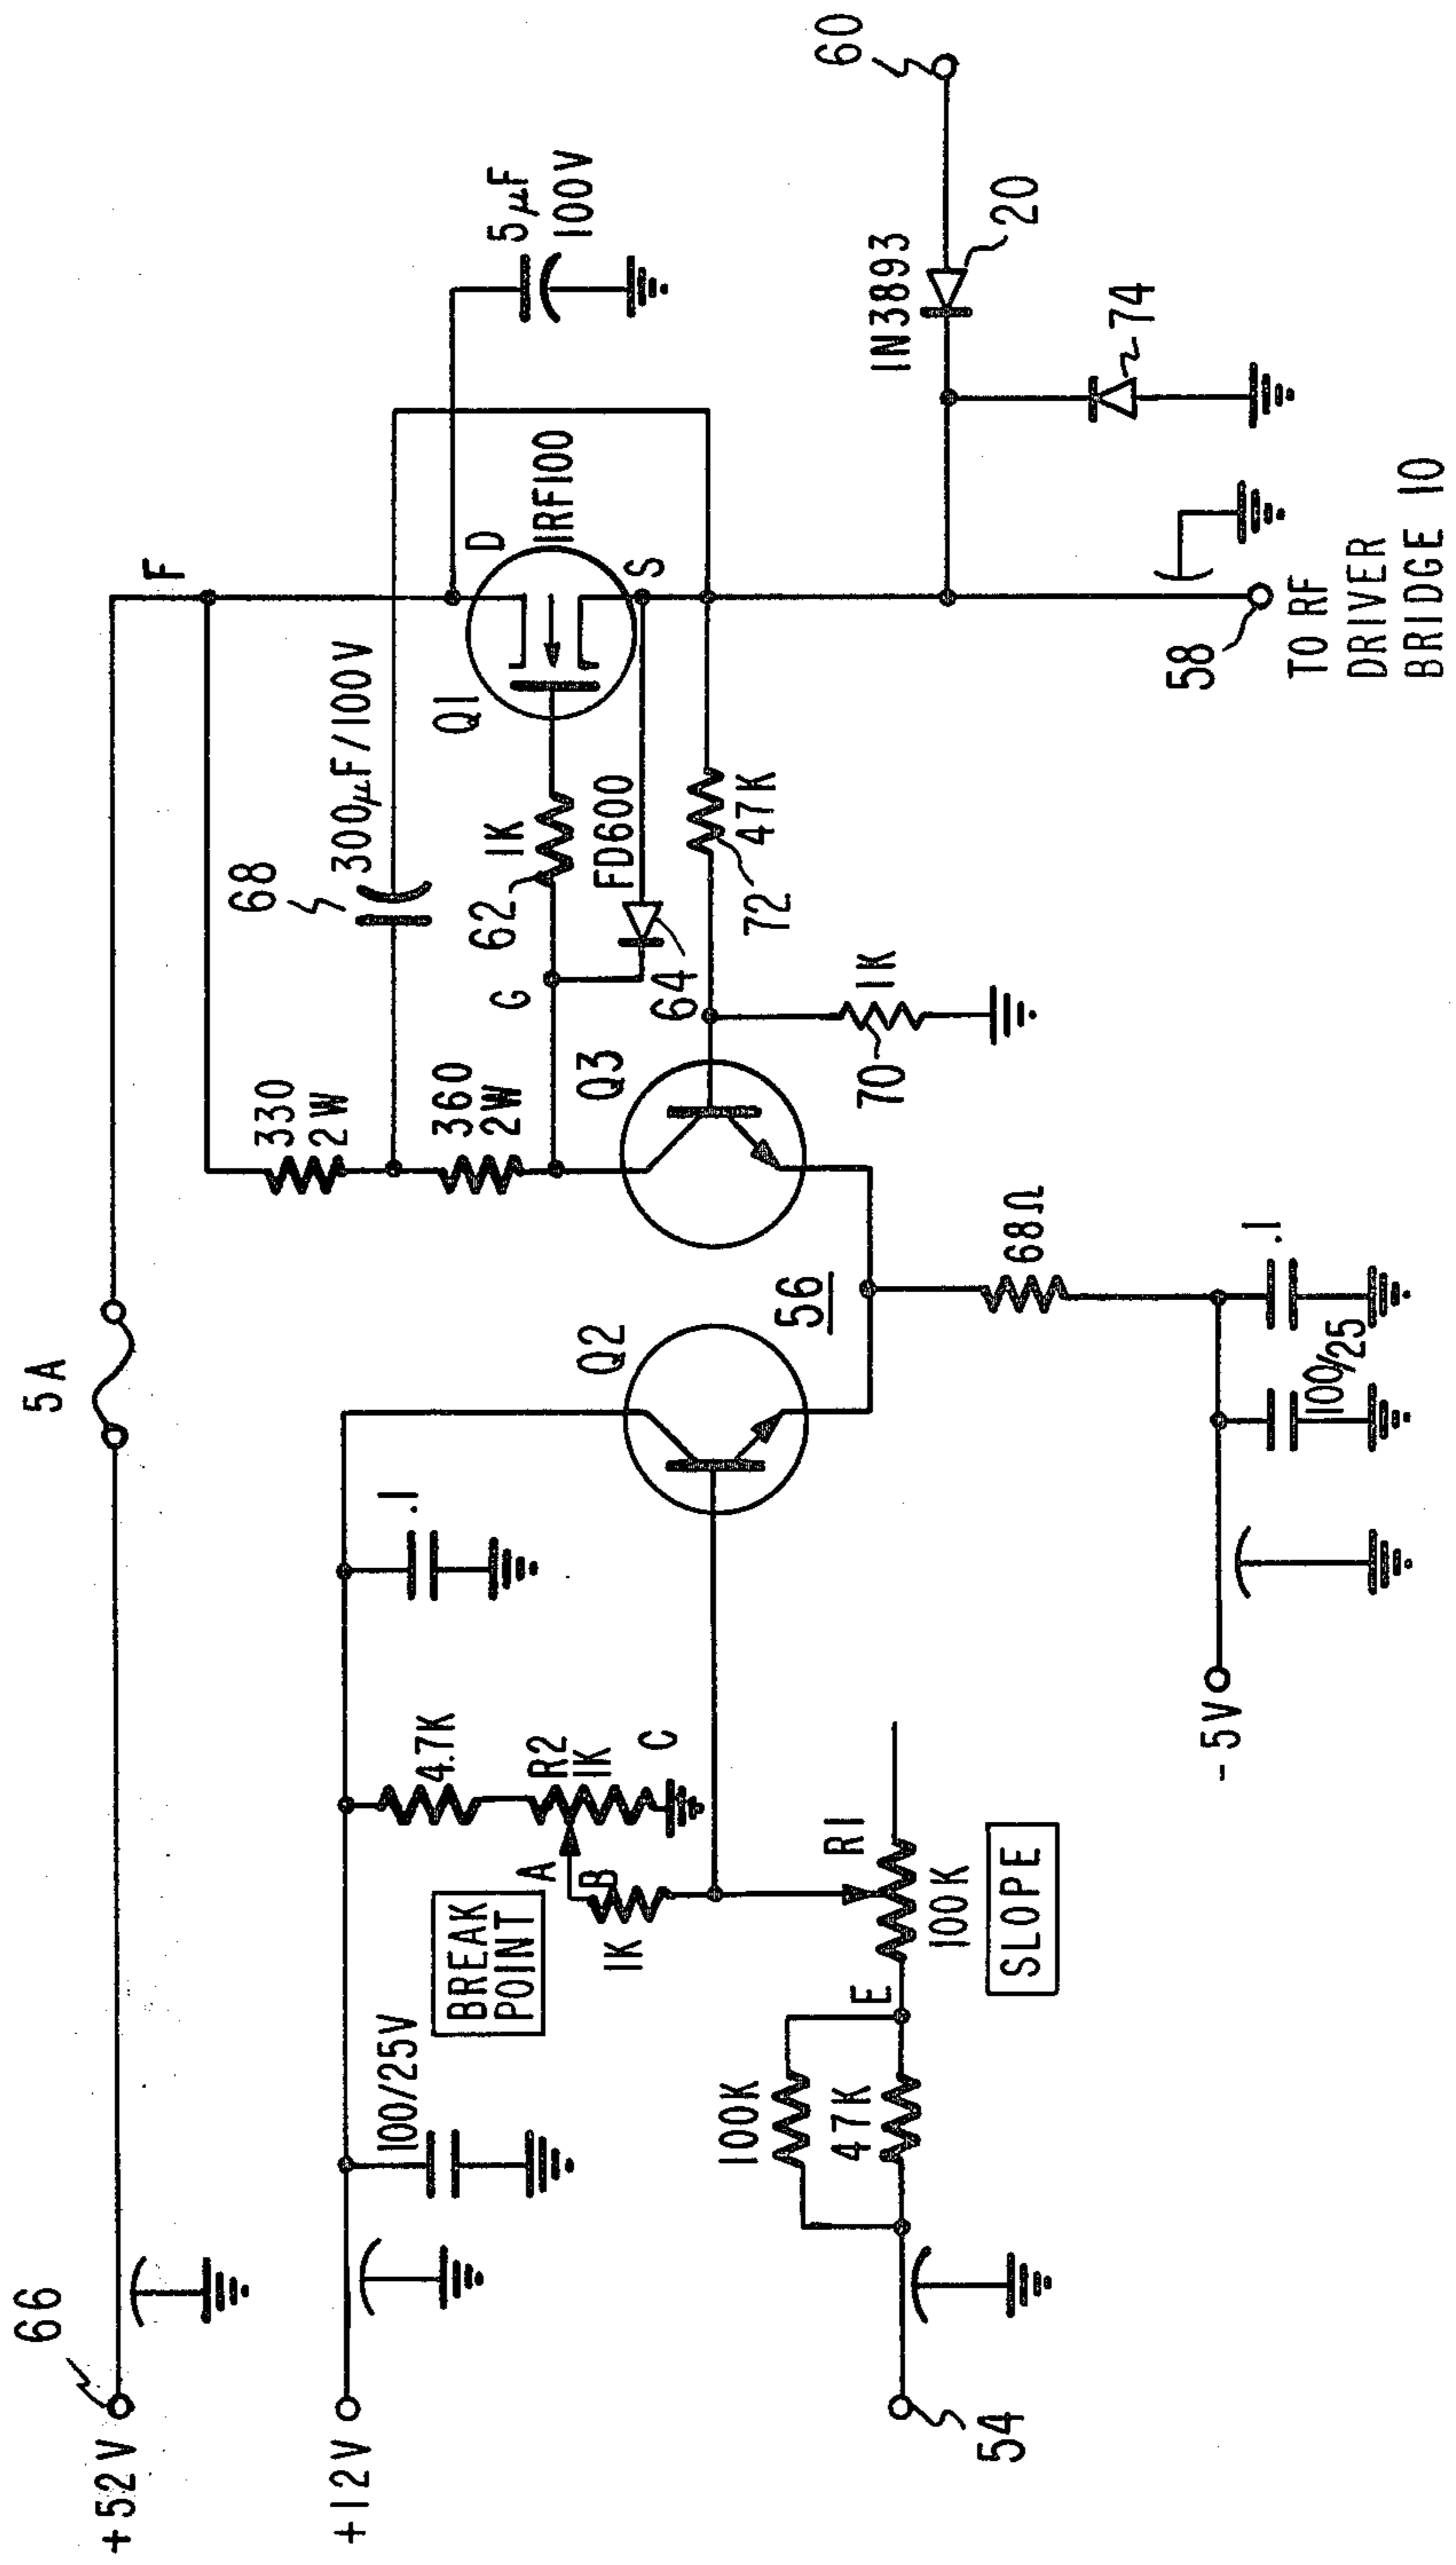 66
+52V
5A
F
+12V
100/25V
BREAK
POINT
4.7K
R2
1K
A
B
C
1K
.1
330
2W
360
2W
68
300µF/100V
Q1
D
IRF100
S
5µF
100V
G
62
1K
FD600
64
Q2
Q3
56
72
47K
70
1K
60
1N3893
20
74
58
TO RF
DRIVER
BRIDGE 10
54
100K
47K
E
R1
100K
SLOPE
-5V
68Ω
100/25
.1